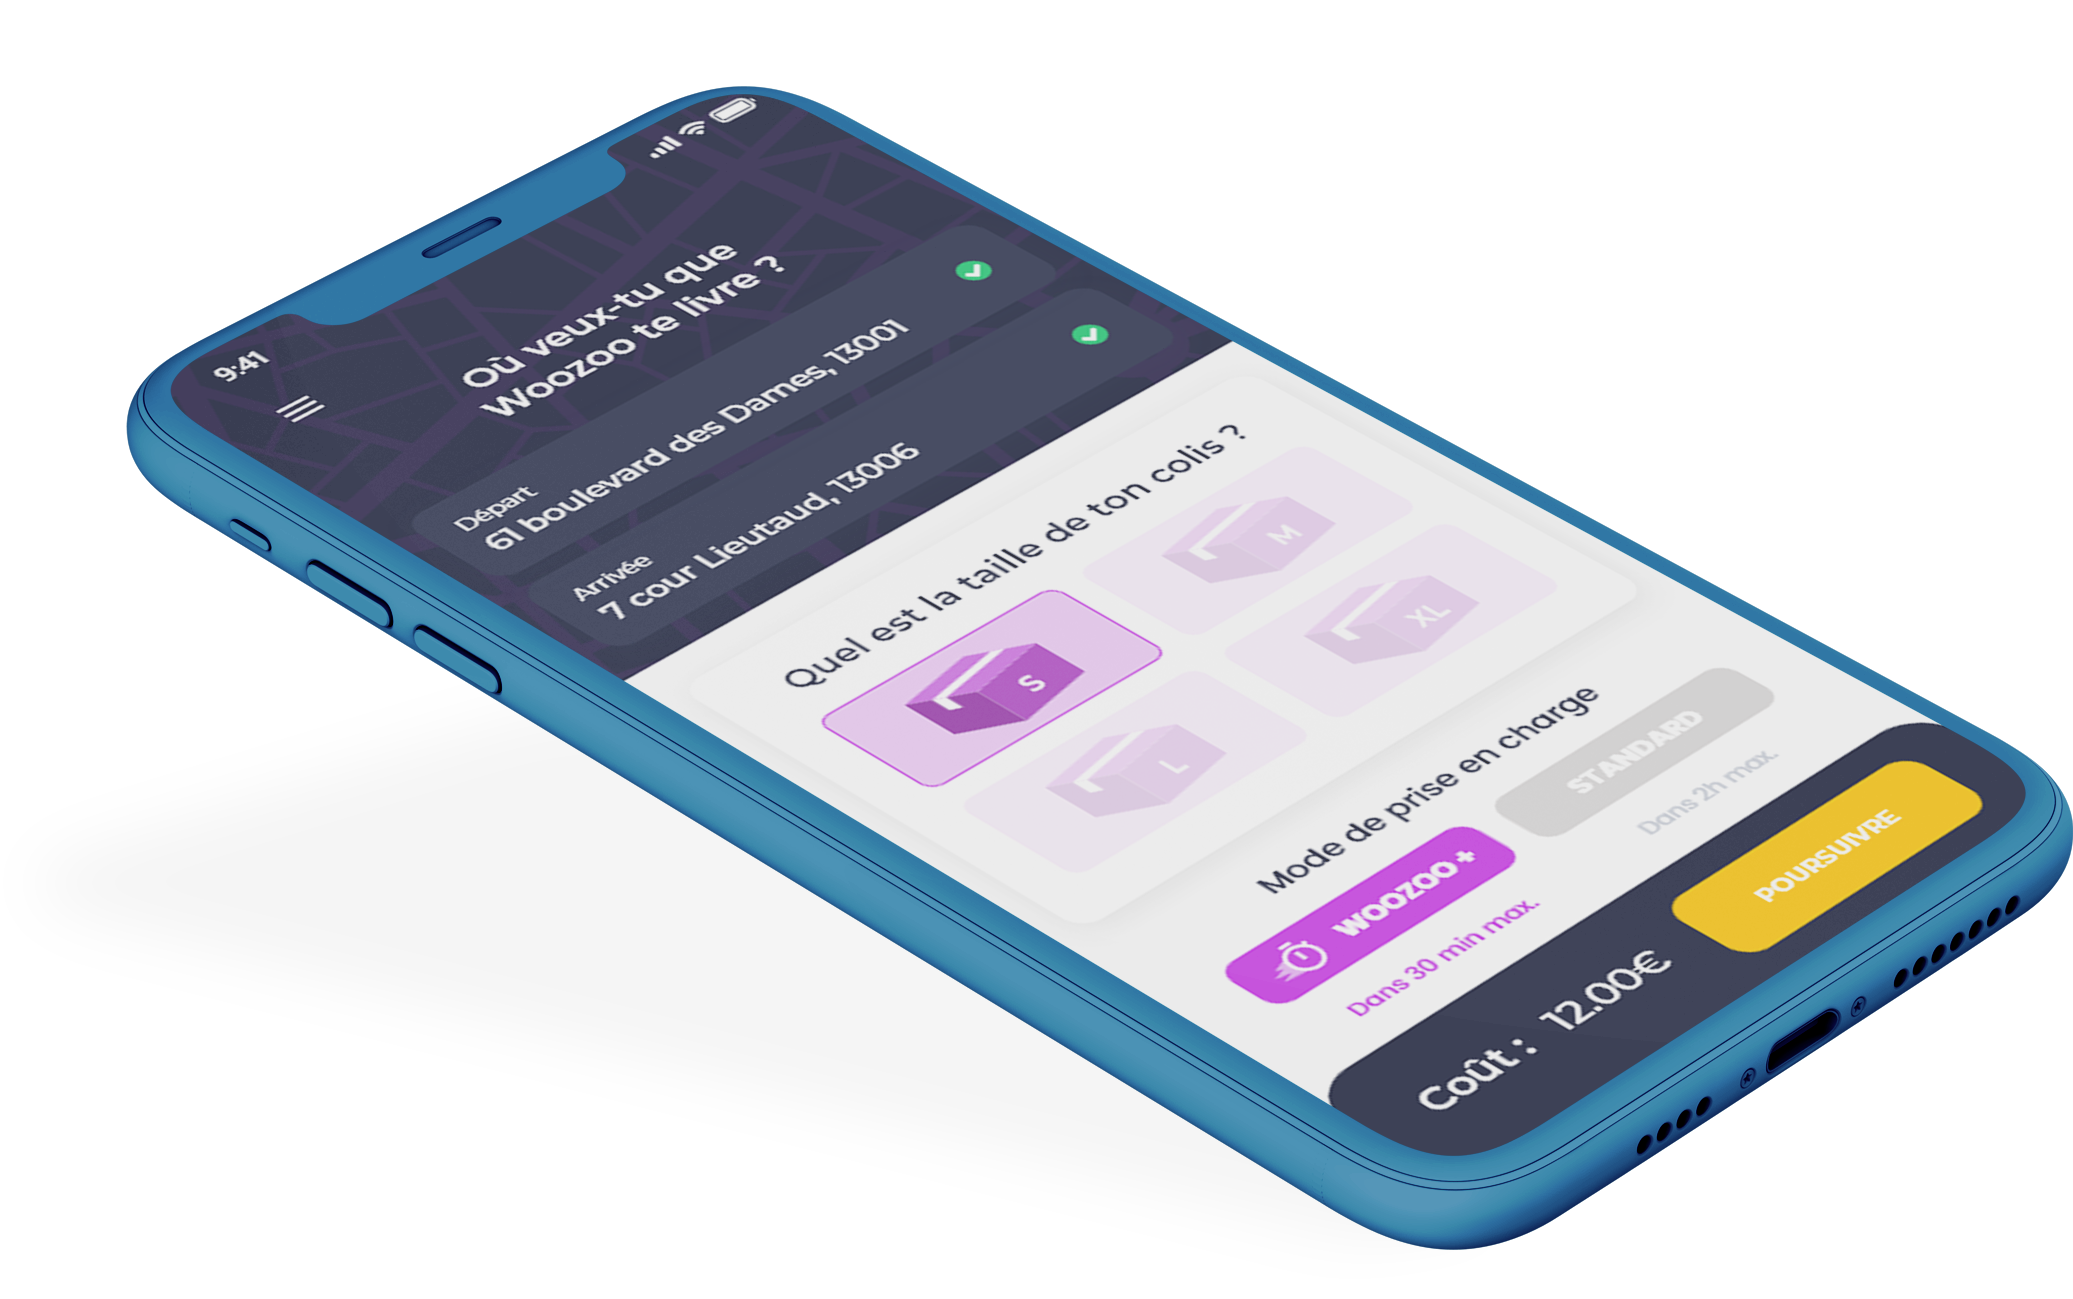 9:41
Où veux-tu que
Woozoo te livre ?
Départ
61 boulevard des Dames, 13001
Arrivée
7 cour Lieutaud, 13006
Quel est la taille de ton colis ?
S
M
L
XL
Mode de prise en charge
WOOZOO +
STANDARD
Dans 30 min max.
Dans 2h max.
Coût : 12.00€
POURSUIVRE